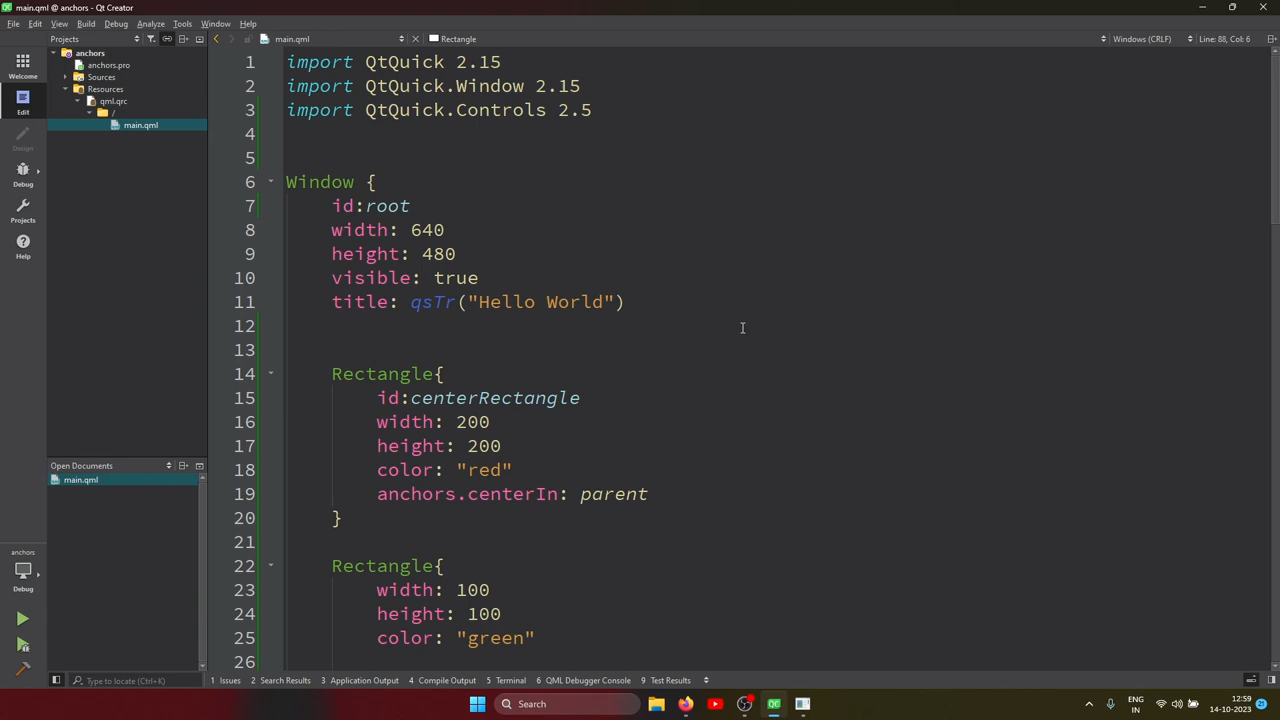 main.qml @ anchors - Qt Creator
File Edit View Build Debug Analyze Tools Window Help
Projects
main.qml
Rectangle
Windows (CRLF)
Line: 88, Col: 6
Welcome
Edit
Design
Debug
Projects
Help
anchors
anchors.pro
Sources
Resources
qml.qrc
/
main.qml
Open Documents
main.qml
1 import QtQuick 2.15
2 import QtQuick.Window 2.15
3 import QtQuick.Controls 2.5
4
5
6 Window {
7 id:root
8 width: 640
9 height: 480
10 visible: true
11 title: qsTr("Hello World")
12
13
14 Rectangle{
15 id:centerRectangle
16 width: 200
17 height: 200
18 color: "red"
19 anchors.centerIn: parent
20 }
21
22 Rectangle{
23 width: 100
24 height: 100
25 color: "green"
26
anchors
Debug
Type to locate (Ctrl+K)
1 Issues 2 Search Results 3 Application Output 4 Compile Output 5 Terminal 6 QML Debugger Console 9 Test Results
Search
ENG
IN
12:59
14-10-2023